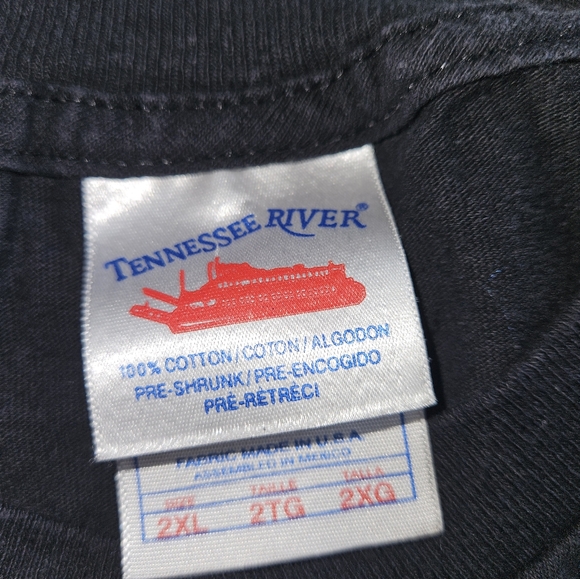 TENNESSEE RIVER®
100% COTTON/COTON/ALGODON
PRE-SHRUNK/PRE-ENCOGIDO
PRÉ-RÉTRÉCI
FABRIC MADE IN U.S.A
ASSEMBLED IN MEXICO
SIZE TAILLE TALLA
2XL 2TG 2XG